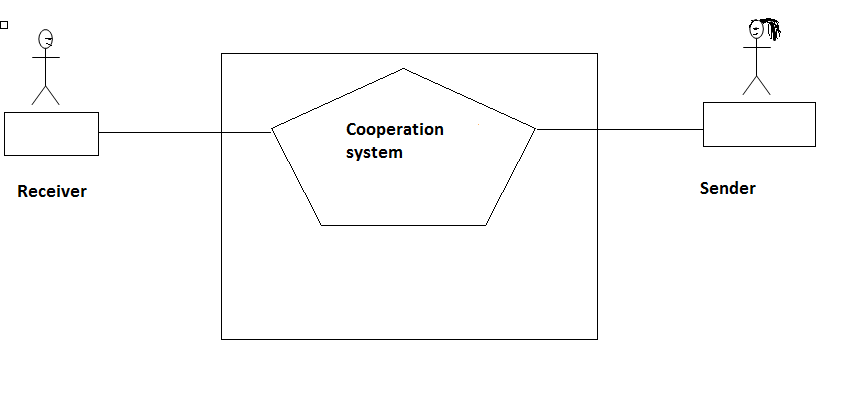 Cooperation
system
Receiver
Sender